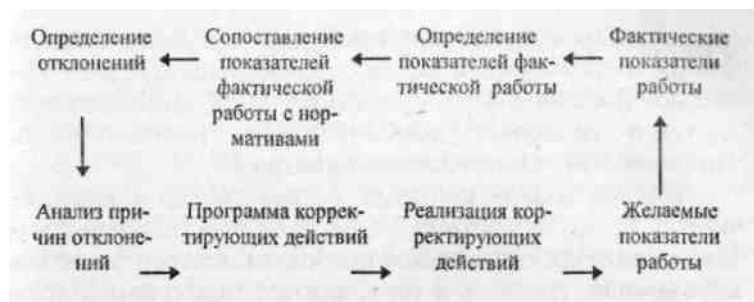 Определение
отклонений
Сопоставление
показателей
фактической
работы с нор-
мативами
Определение
показателей фак-
тической работы
Фактические
показатели
работы
Анализ при-
чин отклоне-
ний
Программа коррек-
тирующих действий
Реализация кор-
ректирующих
действий
Желаемые
показатели
работы